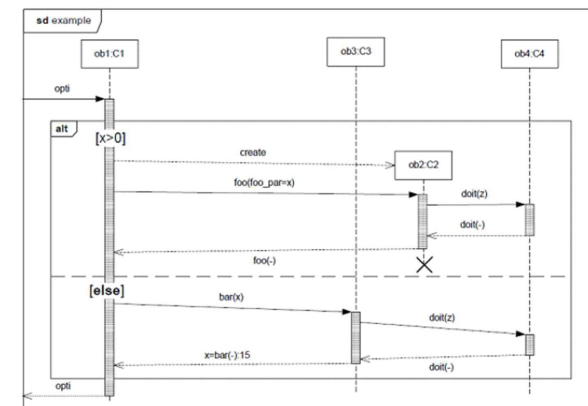 sd example
ob1:C1
ob3:C3
ob4:C4
opti
alt
[x>0]
create
ob2:C2
foo(foo_par=x)
doit(z)
doit(-)
foo(-)
[else]
bar(x)
doit(z)
x=bar(-):15
doit(-)
opti